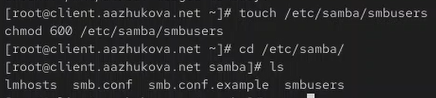 [root@client.aazhukova.net ~]# touch /etc/samba/smbusers
chmod 600 /etc/samba/smbusers
[root@client.aazhukova.net ~]# cd /etc/samba/
[root@client.aazhukova.net samba]# ls
lmhosts  smb.conf  smb.conf.example  smbusers